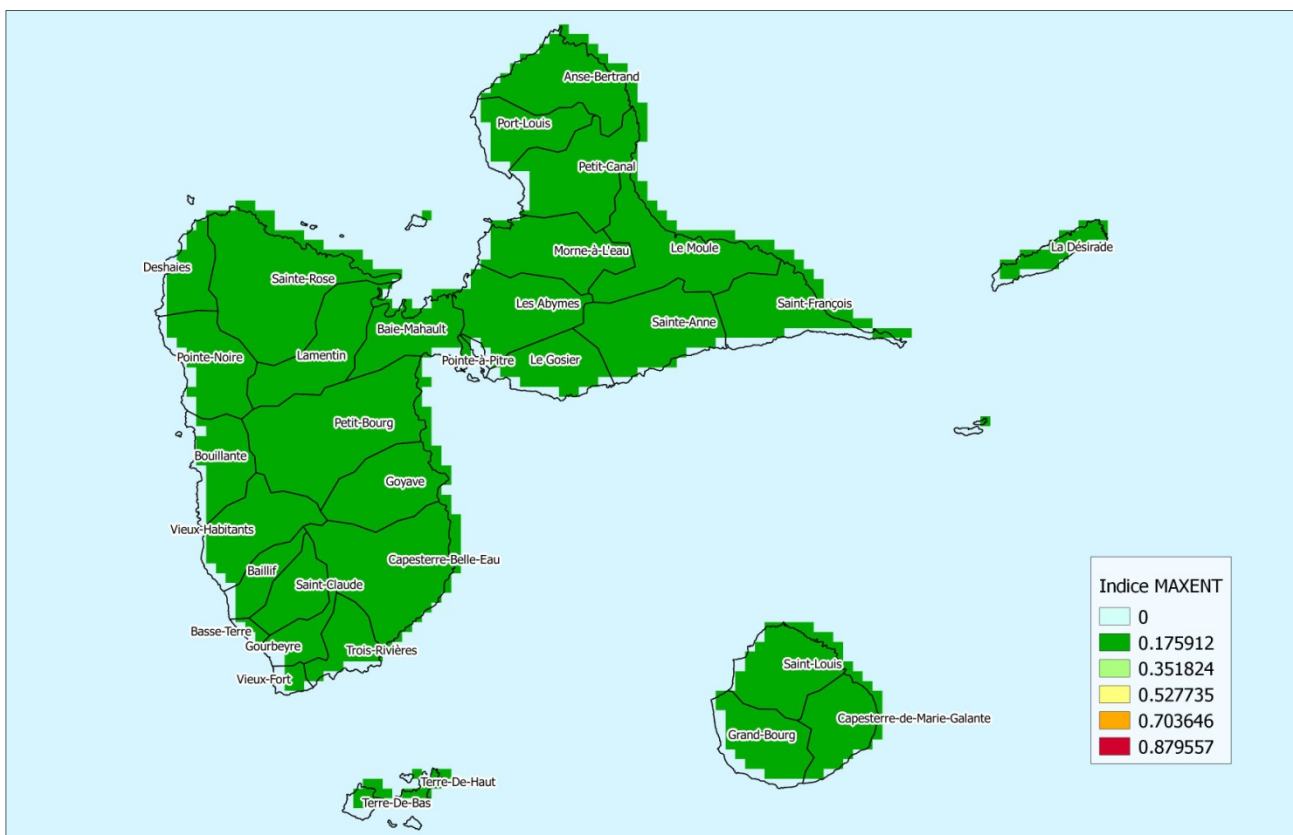 Anse-Bertrand
Port-Louis
Petit-Canal
Morne-à-L'eau
Le Moule
La Désirade
Deshaies
Sainte-Rose
Les Abymes
Saint-François
Sainte-Anne
Baie-Mahault
Pointe-Noire
Lamentin
Pointe-à-Pitre
Le Gosier
Petit-Bourg
Bouillante
Goyave
Vieux-Habitants
Capesterre-Belle-Eau
Baillif
Saint-Claude
Basse-Terre
Gourbeyre
Trois-Rivières
Vieux-Fort
Saint-Louis
Capesterre-de-Marie-Galante
Grand-Bourg
Terre-De-Haut
Terre-De-Bas
Indice MAXENT
0
0.175912
0.351824
0.527735
0.703646
0.879557